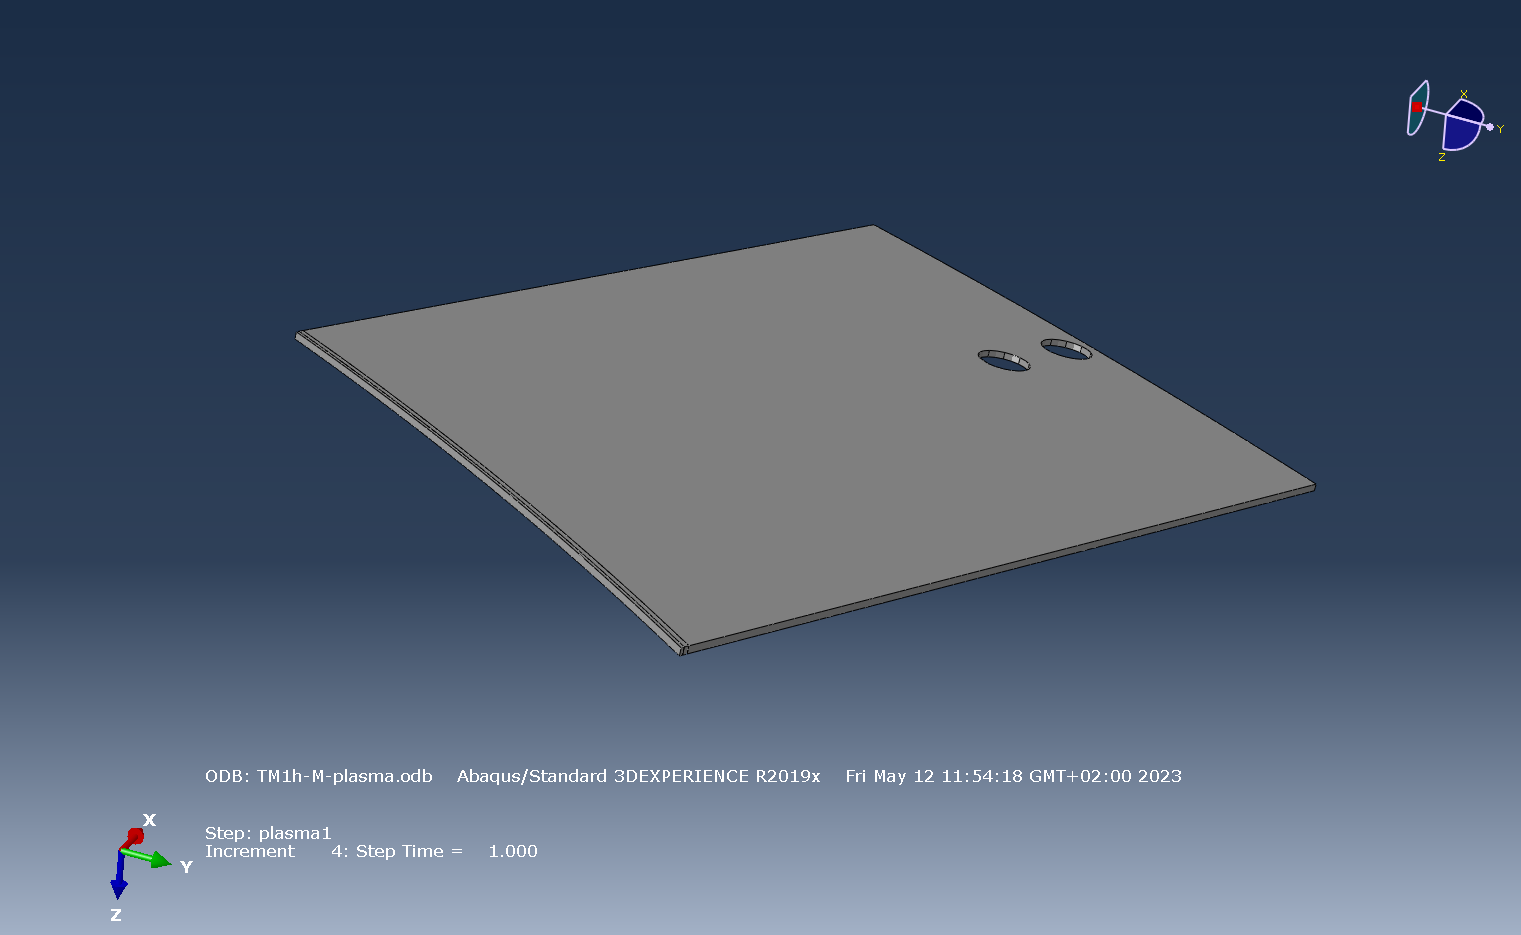 X
Y
Z
ODB: TM1h-M-plasma.odb Abaqus/Standard 3DEXPERIENCE R2019x Fri May 12 11:54:18 GMT+02:00 2023
X
Step: plasma1
Increment 4: Step Time = 1.000
Y
Z